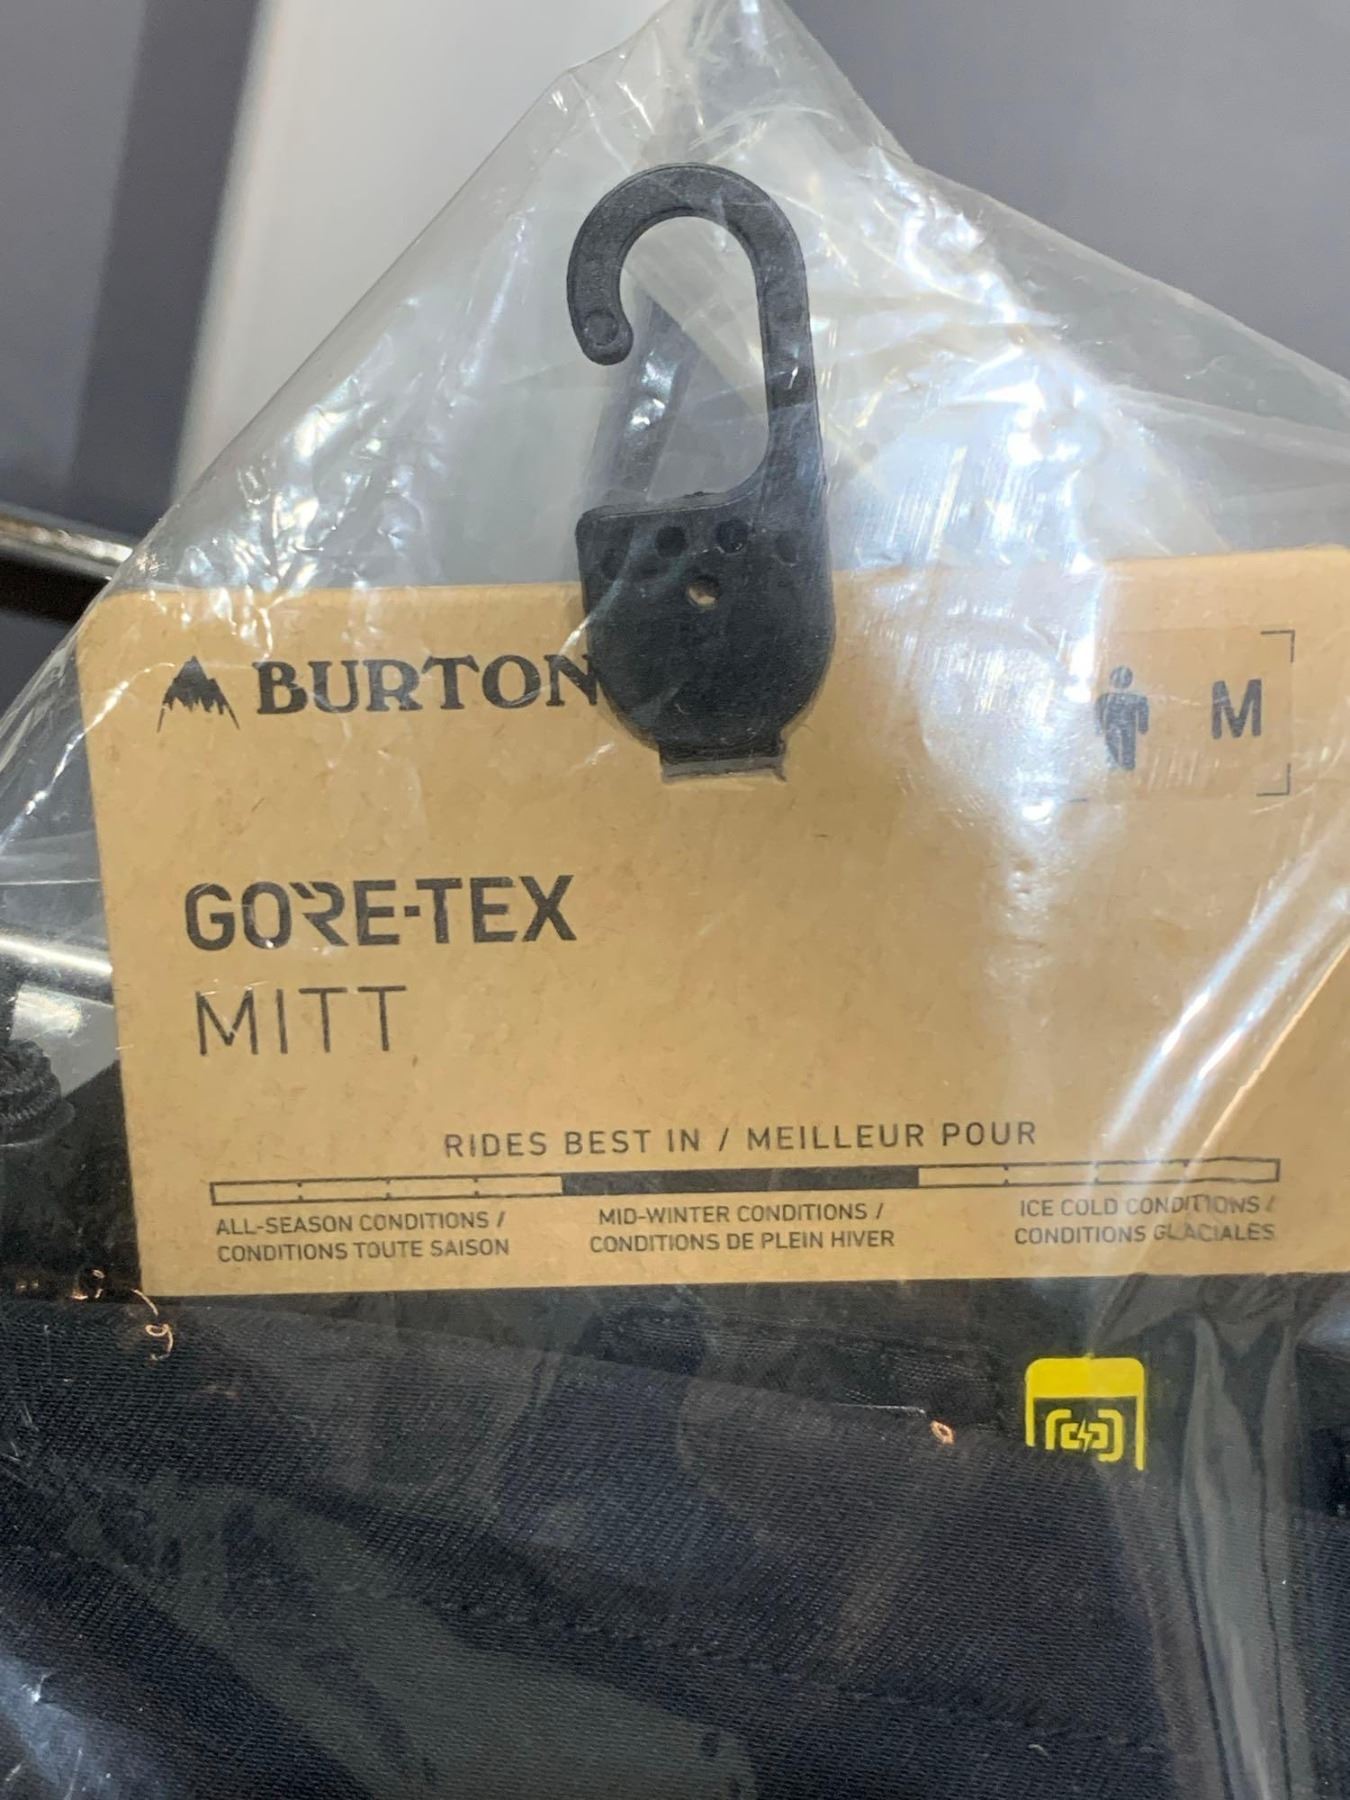 BURTON
M
GORE-TEX
MITT
RIDES BEST IN / MEILLEUR POUR
ALL-SEASON CONDITIONS /
CONDITIONS TOUTE SAISON
MID-WINTER CONDITIONS /
CONDITIONS DE PLEIN HIVER
ICE COLD CONDITIONS /
CONDITIONS GLACIALES